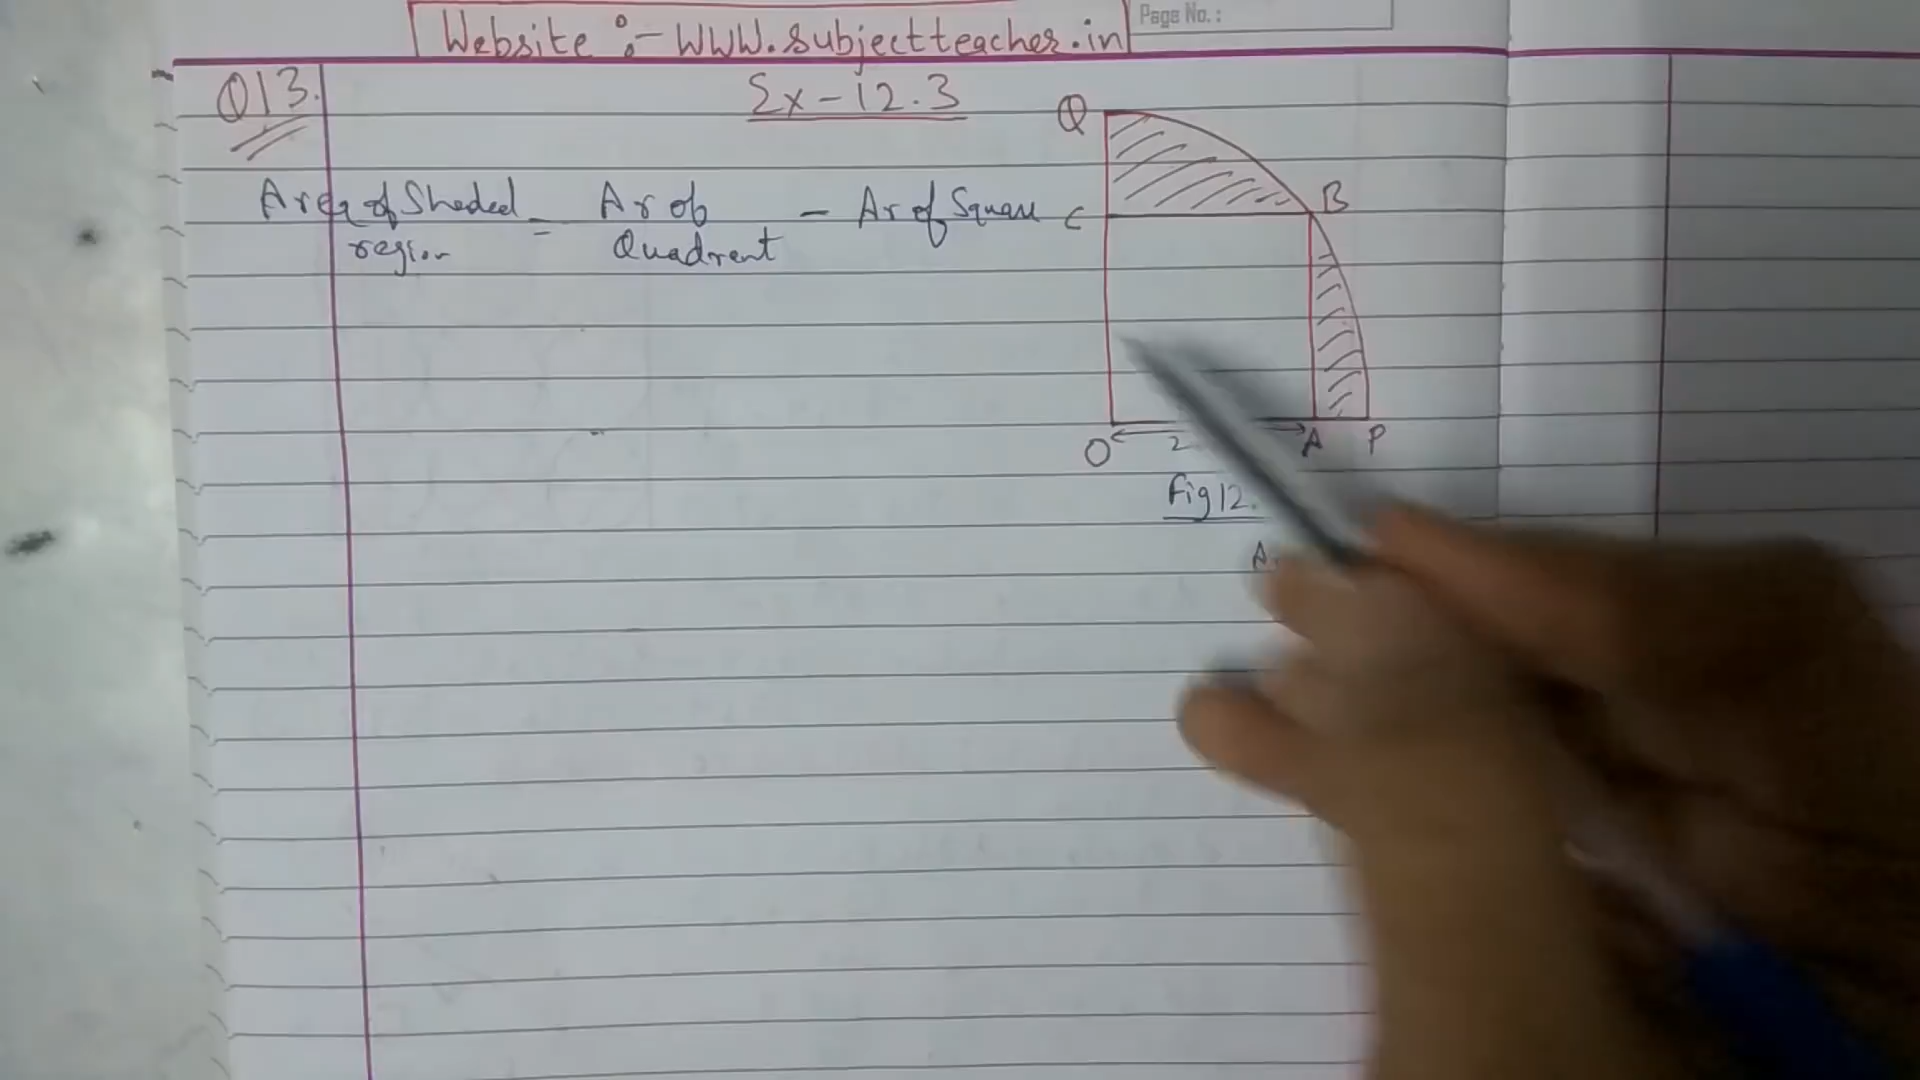 Page No. :
Website :- WWW.subjectteacher.in
Q13.
Ex-12.3
Area of Shaded region = Ar of Quadrent - Ar of Square
Q
B
C
O 2 A P
Fig 12.